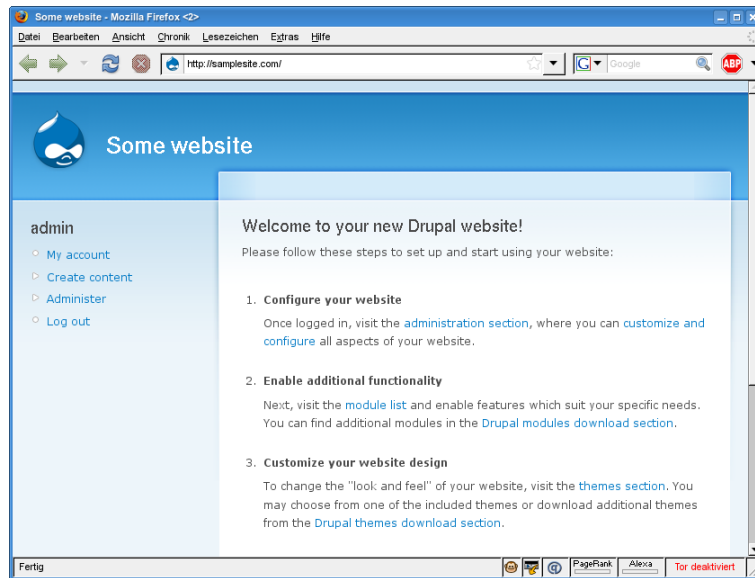 Some website - Mozilla Firefox <2>
Datei Bearbeiten Ansicht Chronik Lesezeichen Extras Hilfe
http://samplesite.com/ G Google ABP
Some website
admin
My account
Create content
Administer
Log out
Welcome to your new Drupal website!
Please follow these steps to set up and start using your website:
1. Configure your website
Once logged in, visit the administration section, where you can customize and
configure all aspects of your website.
2. Enable additional functionality
Next, visit the module list and enable features which suit your specific needs.
You can find additional modules in the Drupal modules download section.
3. Customize your website design
To change the "look and feel" of your website, visit the themes section. You
may choose from one of the included themes or download additional themes
from the Drupal themes download section.
Fertig @ PageRank Alexa Tor deaktiviert